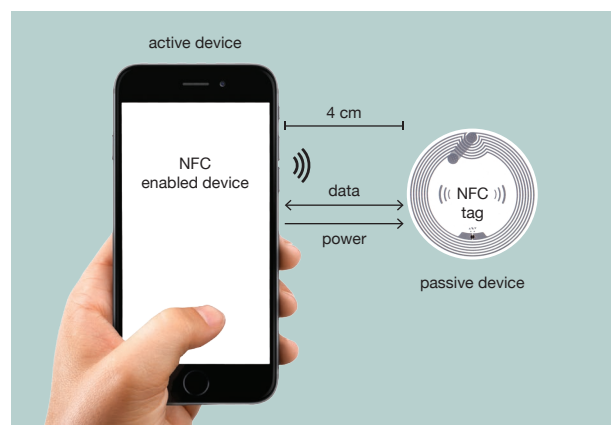 active device
4 cm
NFC
enabled device
data
NFC
tag
power
passive device